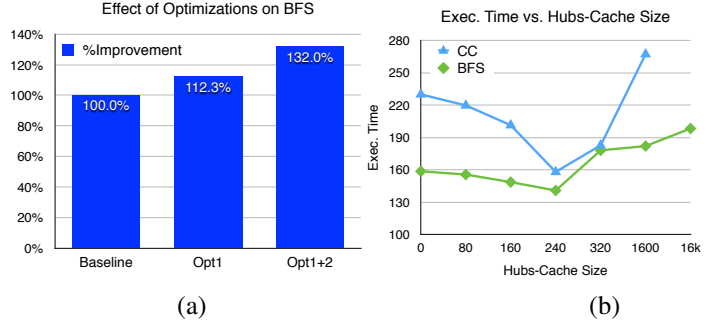 Effect of Optimizations on BFS
140%
120%
100%
80%
60%
40%
20%
0%
%Improvement
100.0%
112.3%
132.0%
Baseline
Opt1
Opt1+2
(a)
Exec. Time vs. Hubs-Cache Size
Exec. Time
280
250
220
190
160
130
100
CC
BFS
0
80
160
240
320
1600
16k
Hubs-Cache Size
(b)